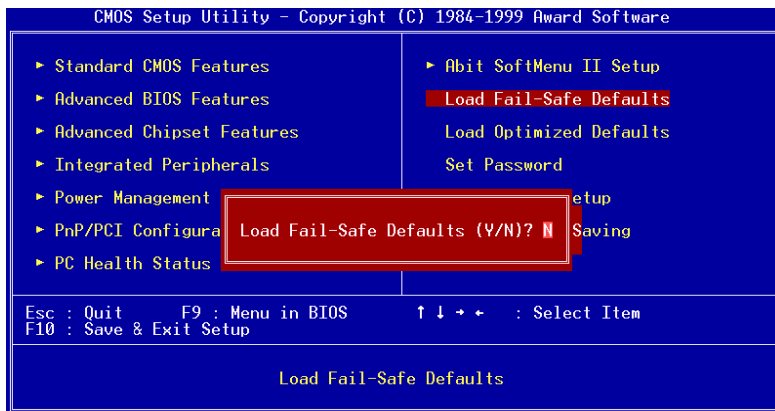 CMOS Setup Utility - Copyright (C) 1984-1999 Award Software
► Standard CMOS Features
► Advanced BIOS Features
► Advanced Chipset Features
► Integrated Peripherals
► Power Management
► PnP/PCI Configura
► PC Health Status
► Abit SoftMenu II Setup
Load Fail-Safe Defaults
Load Optimized Defaults
Set Password
etup
Saving
Load Fail-Safe Defaults (Y/N)? N
Esc : Quit F9 : Menu in BIOS ↑ ↓ → ← : Select Item
F10 : Save & Exit Setup
Load Fail-Safe Defaults